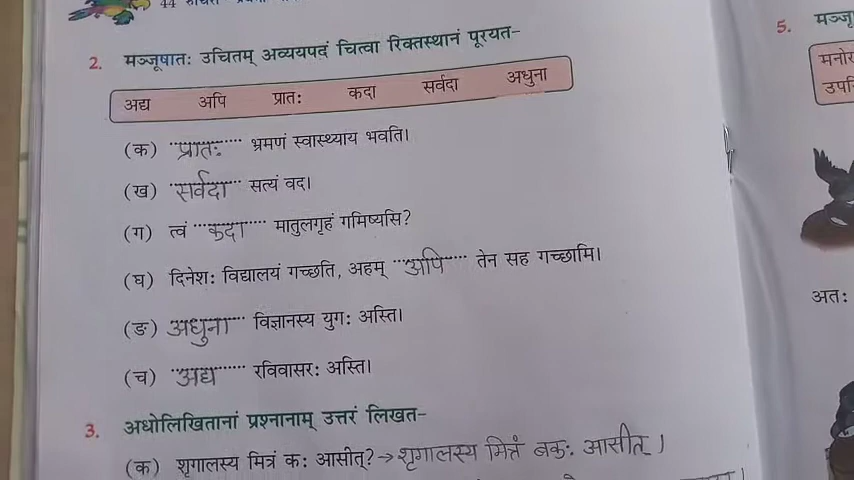 44
2. मञ्जूषातः उचितम् अव्ययपदं चित्वा रिक्तस्थानं पूरयत–
अद्य अपि प्रातः कदा सर्वदा अधुना
(क) प्रातः भ्रमणं स्वास्थ्याय भवति।
(ख) सर्वदा सत्यं वद।
(ग) त्वं कदा मातुलगृहं गमिष्यसि?
(घ) दिनेशः विद्यालयं गच्छति, अहम् अपि तेन सह गच्छामि।
(ङ) अधुना विज्ञानस्य युगः अस्ति।
(च) अद्य रविवासरः अस्ति।
3. अधोलिखितानां प्रश्नानाम् उत्तरं लिखत–
(क) शृगालस्य मित्रं कः आसीत्? → शृगालस्य मित्रं बकः आसीत्।
5.
अतः